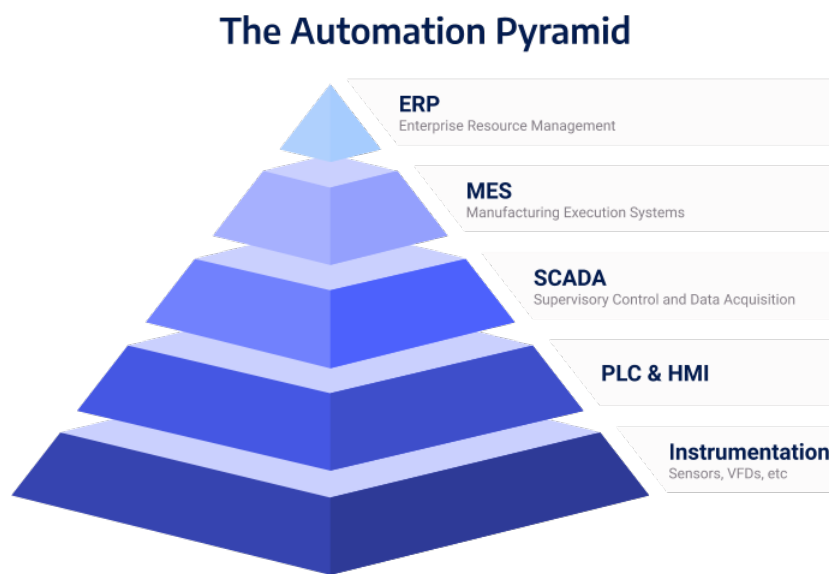 The Automation Pyramid
ERP
Enterprise Resource Management
MES
Manufacturing Execution Systems
SCADA
Supervisory Control and Data Acquisition
PLC & HMI
Instrumentation
Sensors, VFDs, etc